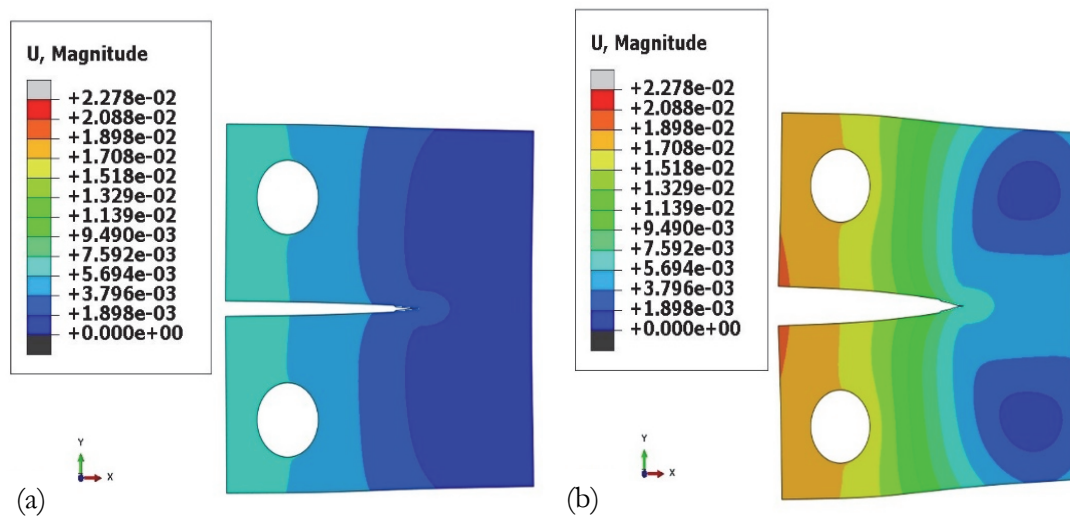 U, Magnitude
+2.278e-02
+2.088e-02
+1.898e-02
+1.708e-02
+1.518e-02
+1.329e-02
+1.139e-02
+9.490e-03
+7.592e-03
+5.694e-03
+3.796e-03
+1.898e-03
+0.000e+00
Y
X
(a)
U, Magnitude
+2.278e-02
+2.088e-02
+1.898e-02
+1.708e-02
+1.518e-02
+1.329e-02
+1.139e-02
+9.490e-03
+7.592e-03
+5.694e-03
+3.796e-03
+1.898e-03
+0.000e+00
Y
X
(b)